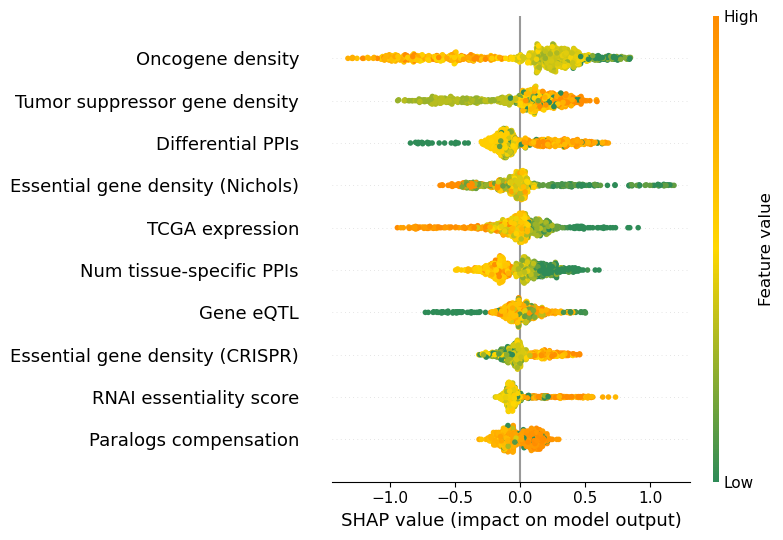 High
Oncogene density
Tumor suppressor gene density
Differential PPIs
Essential gene density (Nichols)
TCGA expression
Num tissue-specific PPIs
Gene eQTL
Essential gene density (CRISPR)
RNAI essentiality score
Paralogs compensation
Feature value
Low
−1.0 −0.5 0.0 0.5 1.0
SHAP value (impact on model output)